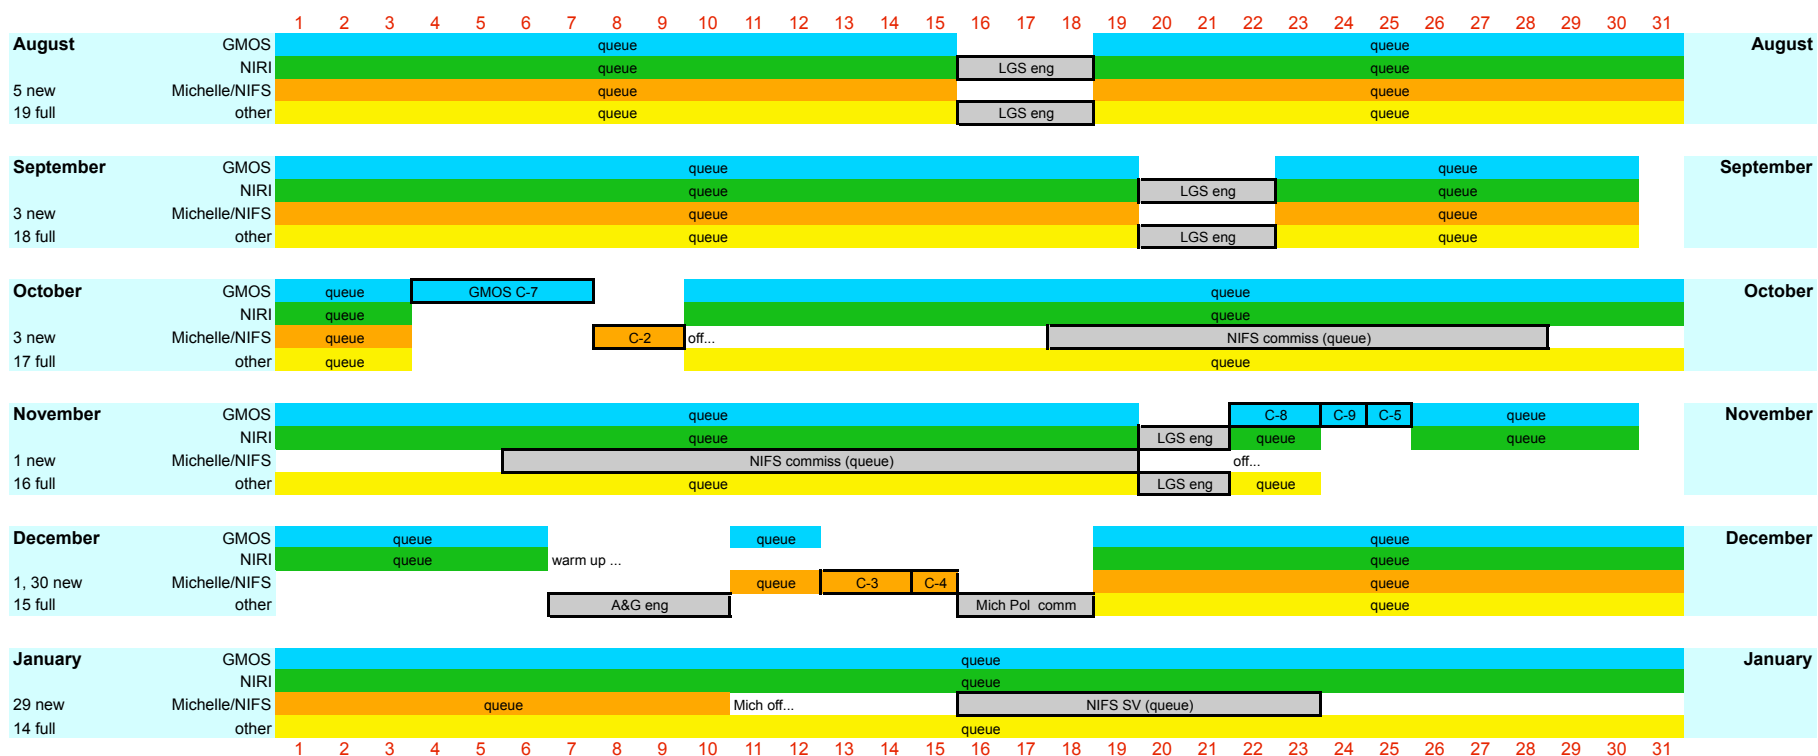 1 2 3 4 5 6 7 8 9 10 11 12 13 14 15 16 17 18 19 20 21 22 23 24 25 26 27 28 29 30 31
August GMOS queue queue August
NIRI queue LGS eng queue
5 new Michelle/NIFS queue queue
19 full other queue LGS eng queue
September GMOS queue queue September
NIRI queue LGS eng queue
3 new Michelle/NIFS queue queue
18 full other queue LGS eng queue
October GMOS queue GMOS C-7 queue October
NIRI queue queue
3 new Michelle/NIFS queue C-2 off... NIFS commiss (queue)
17 full other queue queue
November GMOS queue C-8 C-9 C-5 queue November
NIRI queue LGS eng queue queue
1 new Michelle/NIFS NIFS commiss (queue) off...
16 full other queue LGS eng queue
December GMOS queue queue queue December
NIRI queue warm up ... queue
1, 30 new Michelle/NIFS queue C-3 C-4 queue
15 full other A&G eng Mich Pol comm queue
January GMOS queue January
NIRI queue
29 new Michelle/NIFS queue Mich off... NIFS SV (queue)
14 full other queue
1 2 3 4 5 6 7 8 9 10 11 12 13 14 15 16 17 18 19 20 21 22 23 24 25 26 27 28 29 30 31